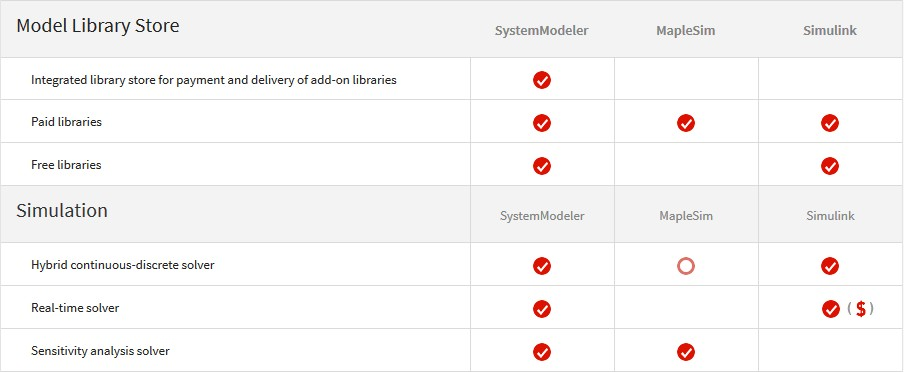 Model Library Store SystemModeler MapleSim Simulink
Integrated library store for payment and delivery of add-on libraries
Paid libraries
Free libraries
Simulation SystemModeler MapleSim Simulink
Hybrid continuous-discrete solver
Real-time solver ($)
Sensitivity analysis solver